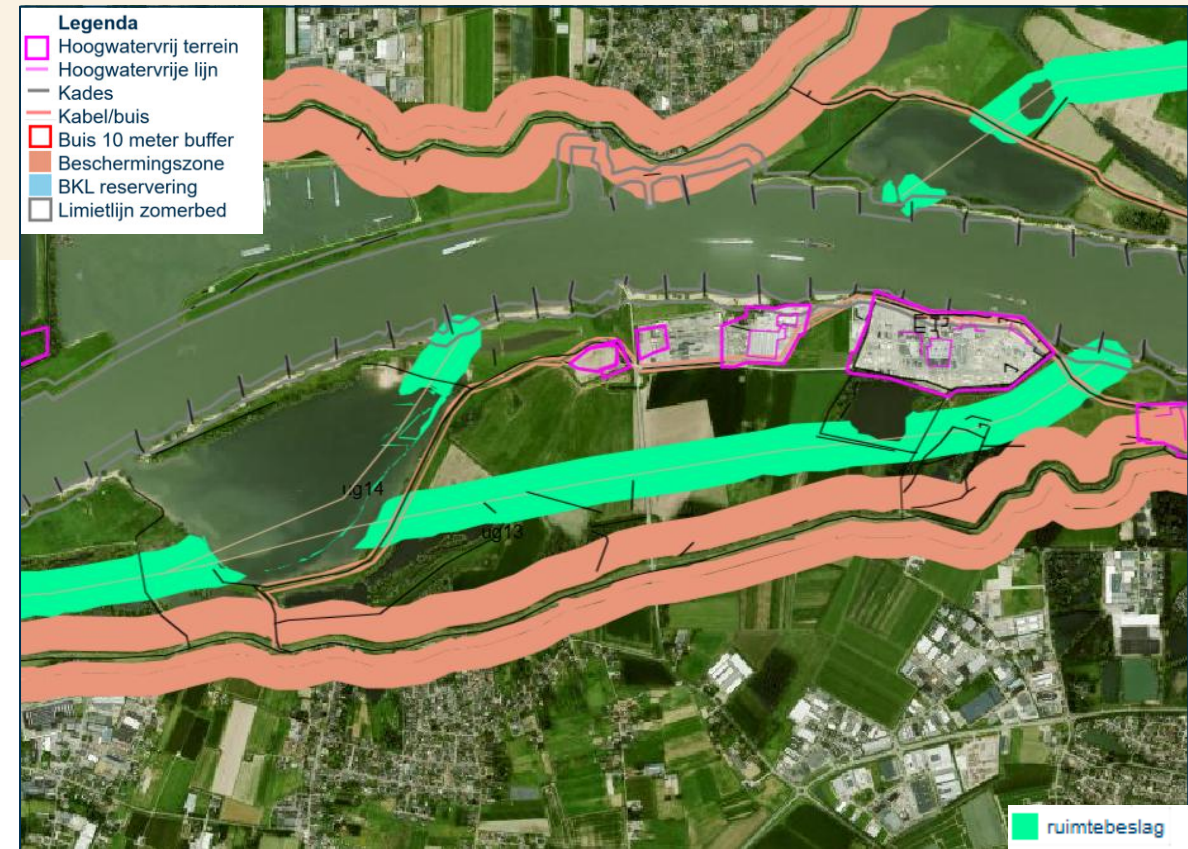 Legenda
Hoogwatervrij terrein
Hoogwatervrije lijn
Kades
Kabel/buis
Buis 10 meter buffer
Beschermingszone
BKL reservering
Limietlijn zomerbed
ug14
ug13
ruimtebeslag